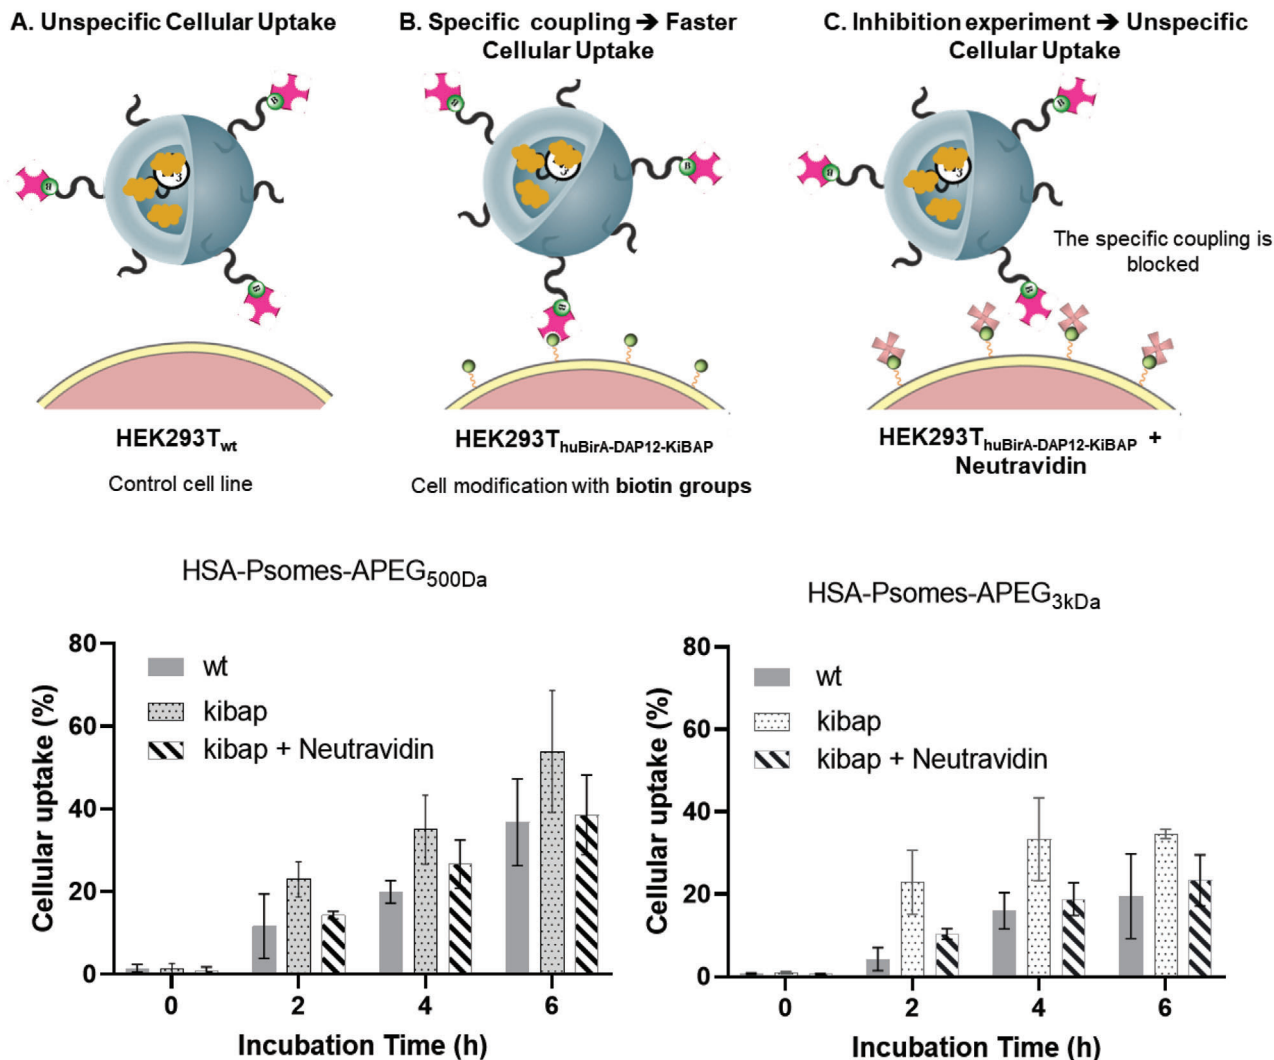 A. Unspecific Cellular Uptake
B. Specific coupling ➔ Faster
Cellular Uptake
C. Inhibition experiment ➔ Unspecific
Cellular Uptake
B
B
B
3
B
B
B
3
B
B
B
3
The specific coupling is
blocked
HEK293Twt
Control cell line
HEK293ThuBirA-DAP12-KiBAP
Cell modification with biotin groups
HEK293ThuBirA-DAP12-KiBAP +
Neutravidin
HSA-Psomes-APEG500Da
80
60
40
20
0
Cellular uptake (%)
wt
kibap
kibap + Neutravidin
0 2 4 6
Incubation Time (h)
HSA-Psomes-APEG3kDa
80
60
40
20
0
Cellular uptake (%)
wt
kibap
kibap + Neutravidin
0 2 4 6
Incubation Time (h)